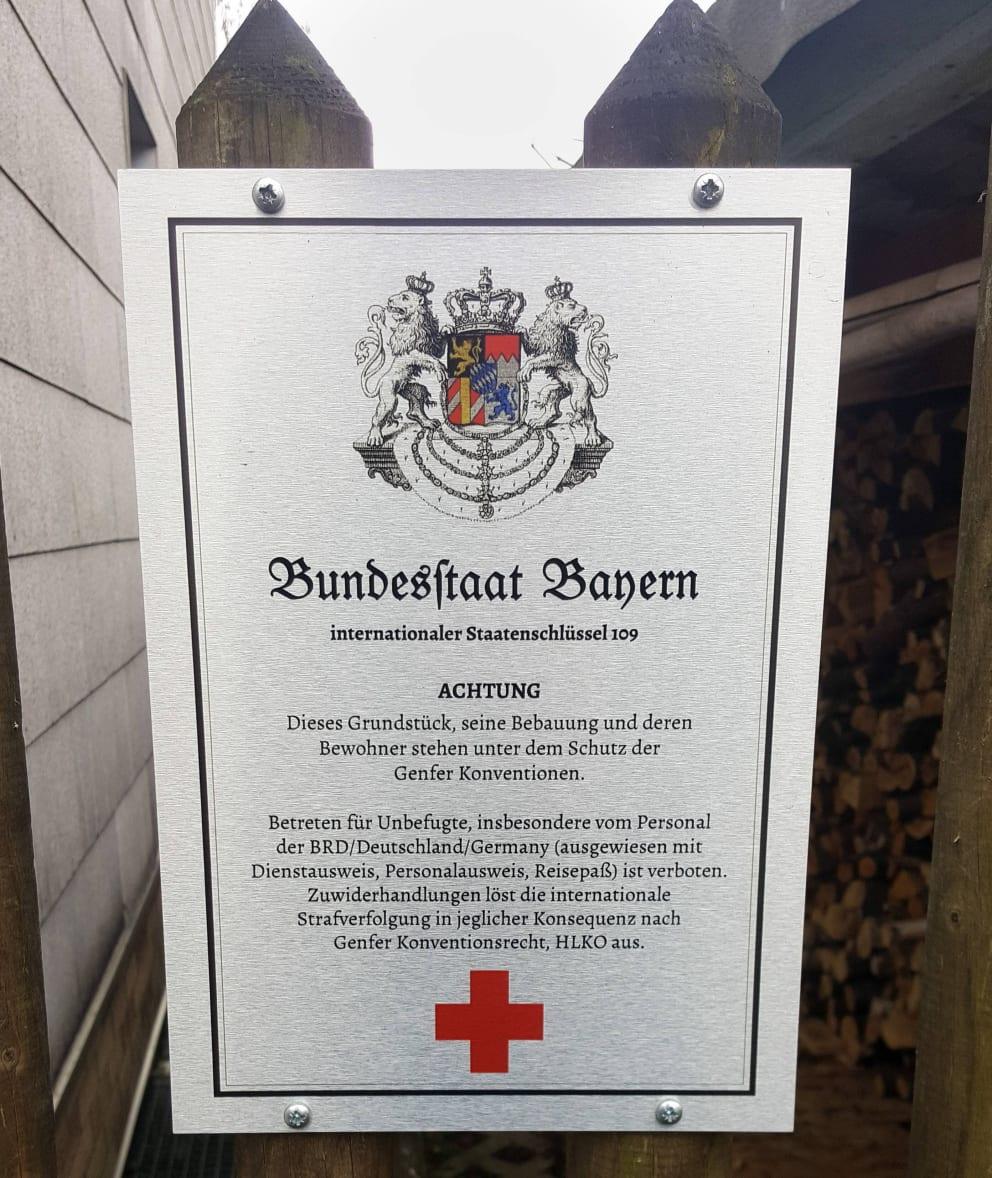 Bundesſtaat Bayern
internationaler Staatenschlüssel 109
ACHTUNG
Dieses Grundstück, seine Bebauung und deren
Bewohner stehen unter dem Schutz der
Genfer Konventionen.
Betreten für Unbefugte, insbesondere vom Personal
der BRD/Deutschland/Germany (ausgewiesen mit
Dienstausweis, Personalausweis, Reisepaß) ist verboten.
Zuwiderhandlungen löst die internationale
Strafverfolgung in jeglicher Konsequenz nach
Genfer Konventionsrecht, HLKO aus.